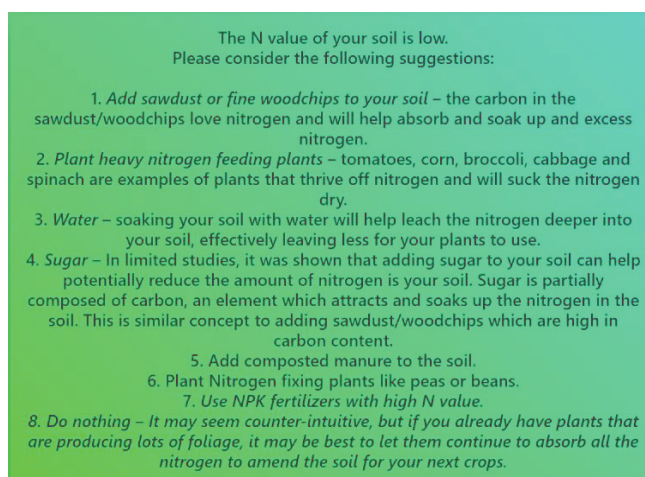 The N value of your soil is low.
Please consider the following suggestions:
1. Add sawdust or fine woodchips to your soil – the carbon in the
sawdust/woodchips love nitrogen and will help absorb and soak up and excess
nitrogen.
2. Plant heavy nitrogen feeding plants – tomatoes, corn, broccoli, cabbage and
spinach are examples of plants that thrive off nitrogen and will suck the nitrogen
dry.
3. Water – soaking your soil with water will help leach the nitrogen deeper into
your soil, effectively leaving less for your plants to use.
4. Sugar – In limited studies, it was shown that adding sugar to your soil can help
potentially reduce the amount of nitrogen is your soil. Sugar is partially
composed of carbon, an element which attracts and soaks up the nitrogen in the
soil. This is similar concept to adding sawdust/woodchips which are high in
carbon content.
5. Add composted manure to the soil.
6. Plant Nitrogen fixing plants like peas or beans.
7. Use NPK fertilizers with high N value.
8. Do nothing – It may seem counter-intuitive, but if you already have plants that
are producing lots of foliage, it may be best to let them continue to absorb all the
nitrogen to amend the soil for your next crops.